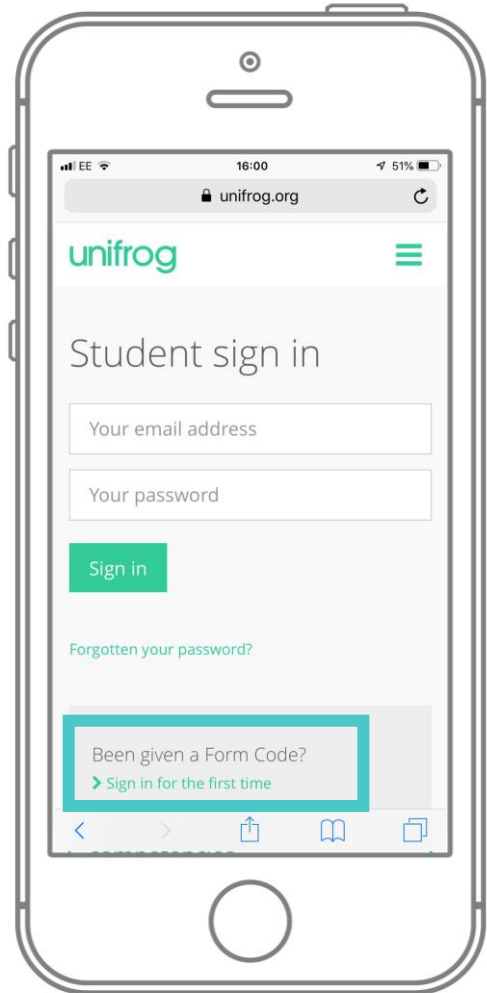 EE 16:00 51%
unifrog.org
unifrog
Student sign in
Your email address
Your password
Sign in
Forgotten your password?
Been given a Form Code?
Sign in for the first time